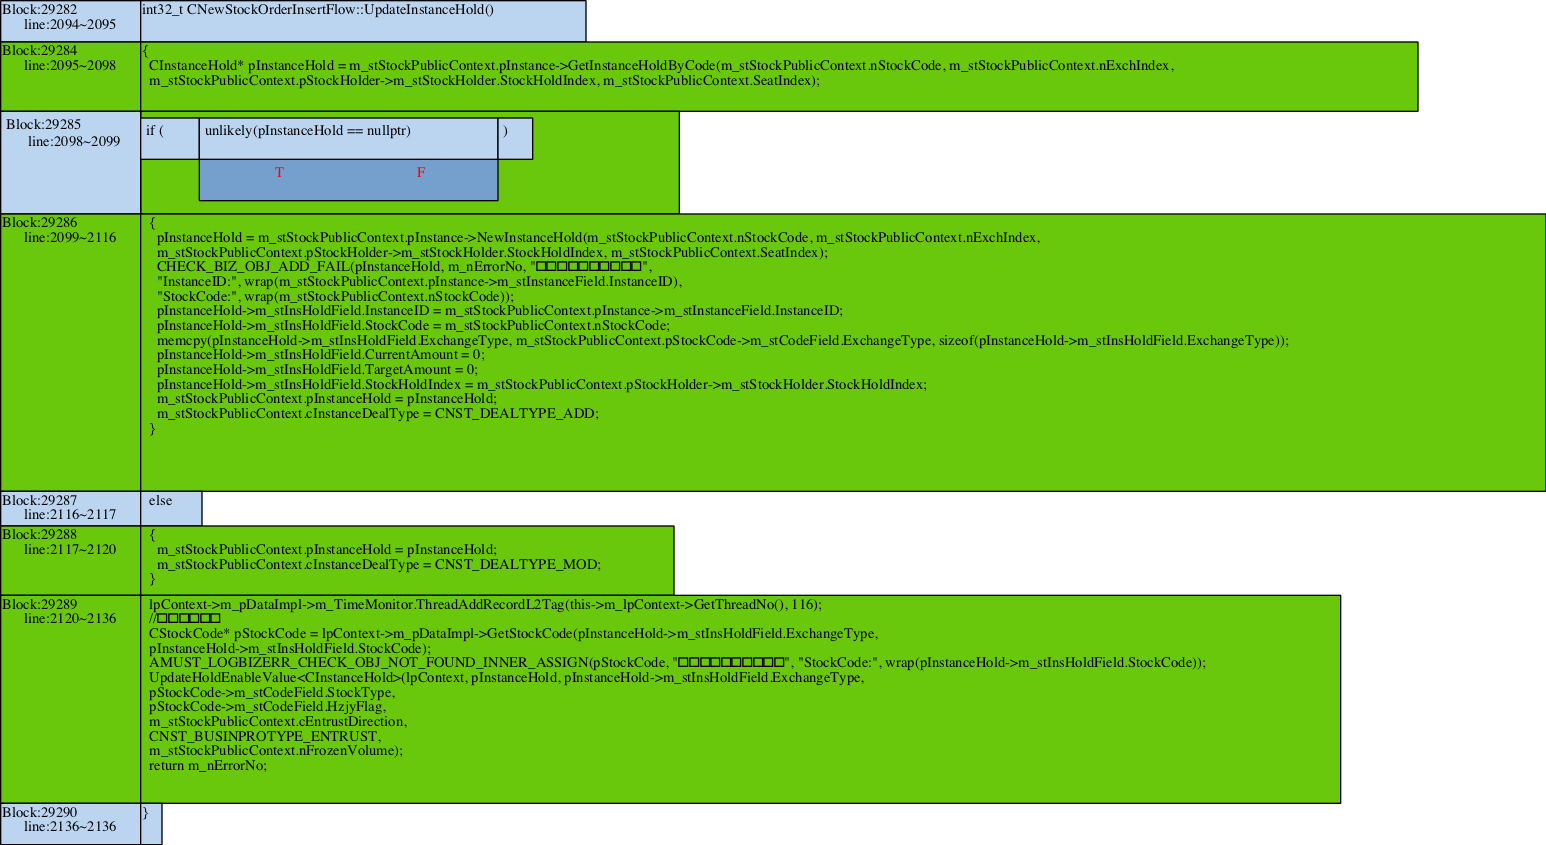 Block:29282
line:2094~2095
int32_t CNewStockOrderInsertFlow::UpdateInstanceHold()
Block:29284
line:2095~2098
{
CInstanceHold* pInstanceHold = m_stStockPublicContext.pInstance->GetInstanceHoldByCode(m_stStockPublicContext.nStockCode, m_stStockPublicContext.nExchIndex,
m_stStockPublicContext.pStockHolder->m_stStockHolder.StockHoldIndex, m_stStockPublicContext.SeatIndex);
Block:29285
line:2098~2099
if ( unlikely(pInstanceHold == nullptr) )
T F
Block:29286
line:2099~2116
{
pInstanceHold = m_stStockPublicContext.pInstance->NewInstanceHold(m_stStockPublicContext.nStockCode, m_stStockPublicContext.nExchIndex,
m_stStockPublicContext.pStockHolder->m_stStockHolder.StockHoldIndex, m_stStockPublicContext.SeatIndex);
CHECK_BIZ_OBJ_ADD_FAIL(pInstanceHold, m_nErrorNo, "□□□□□□□□□□",
"InstanceID:", wrap(m_stStockPublicContext.pInstance->m_stInstanceField.InstanceID),
"StockCode:", wrap(m_stStockPublicContext.nStockCode));
pInstanceHold->m_stInsHoldField.InstanceID = m_stStockPublicContext.pInstance->m_stInstanceField.InstanceID;
pInstanceHold->m_stInsHoldField.StockCode = m_stStockPublicContext.nStockCode;
memcpy(pInstanceHold->m_stInsHoldField.ExchangeType, m_stStockPublicContext.pStockCode->m_stCodeField.ExchangeType, sizeof(pInstanceHold->m_stInsHoldField.ExchangeType));
pInstanceHold->m_stInsHoldField.CurrentAmount = 0;
pInstanceHold->m_stInsHoldField.TargetAmount = 0;
pInstanceHold->m_stInsHoldField.StockHoldIndex = m_stStockPublicContext.pStockHolder->m_stStockHolder.StockHoldIndex;
m_stStockPublicContext.pInstanceHold = pInstanceHold;
m_stStockPublicContext.cInstanceDealType = CNST_DEALTYPE_ADD;
}
Block:29287
line:2116~2117
else
Block:29288
line:2117~2120
{
m_stStockPublicContext.pInstanceHold = pInstanceHold;
m_stStockPublicContext.cInstanceDealType = CNST_DEALTYPE_MOD;
}
Block:29289
line:2120~2136
lpContext->m_pDataImpl->m_TimeMonitor.ThreadAddRecordL2Tag(this->m_lpContext->GetThreadNo(), 116);
//□□□□□□
CStockCode* pStockCode = lpContext->m_pDataImpl->GetStockCode(pInstanceHold->m_stInsHoldField.ExchangeType,
pInstanceHold->m_stInsHoldField.StockCode);
AMUST_LOGBIZERR_CHECK_OBJ_NOT_FOUND_INNER_ASSIGN(pStockCode, "□□□□□□□□□□", "StockCode:", wrap(pInstanceHold->m_stInsHoldField.StockCode));
UpdateHoldEnableValue<CInstanceHold>(lpContext, pInstanceHold, pInstanceHold->m_stInsHoldField.ExchangeType,
pStockCode->m_stCodeField.StockType,
pStockCode->m_stCodeField.HzjyFlag,
m_stStockPublicContext.cEntrustDirection,
CNST_BUSINPROTYPE_ENTRUST,
m_stStockPublicContext.nFrozenVolume);
return m_nErrorNo;
Block:29290
line:2136~2136
}